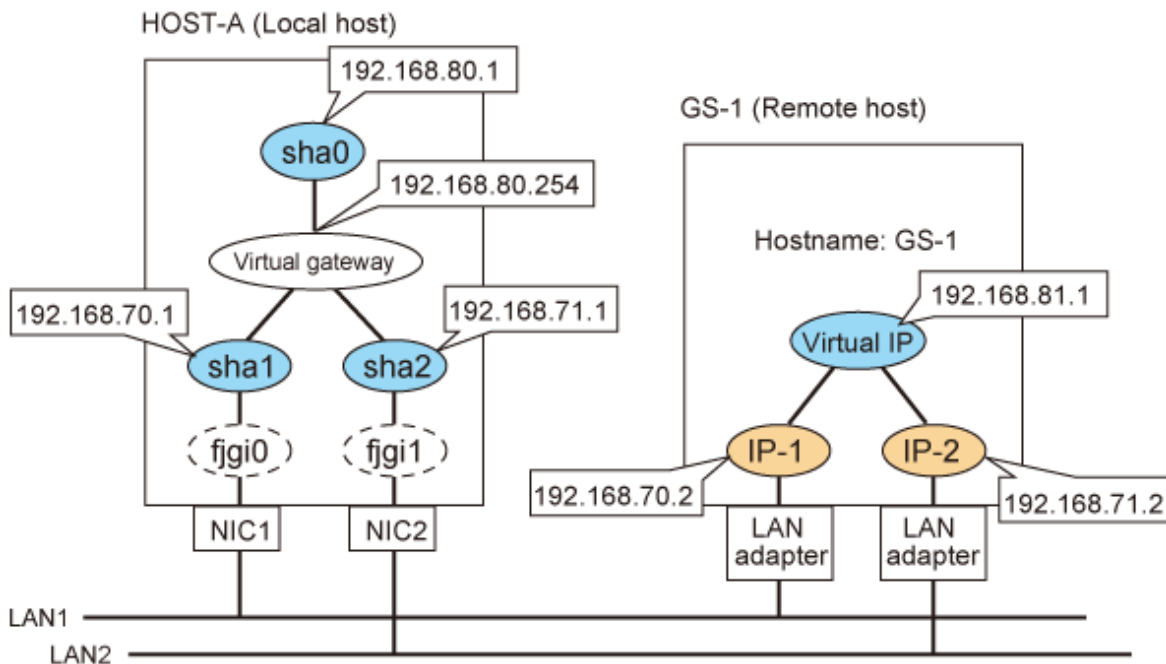 HOST-A (Local host)
192.168.80.1
sha0
192.168.80.254
Virtual gateway
192.168.70.1
192.168.71.1
sha1
sha2
fjgi0
fjgi1
NIC1
NIC2
GS-1 (Remote host)
Hostname: GS-1
192.168.81.1
Virtual IP
IP-1
IP-2
192.168.70.2
192.168.71.2
LAN
adapter
LAN
adapter
LAN1
LAN2